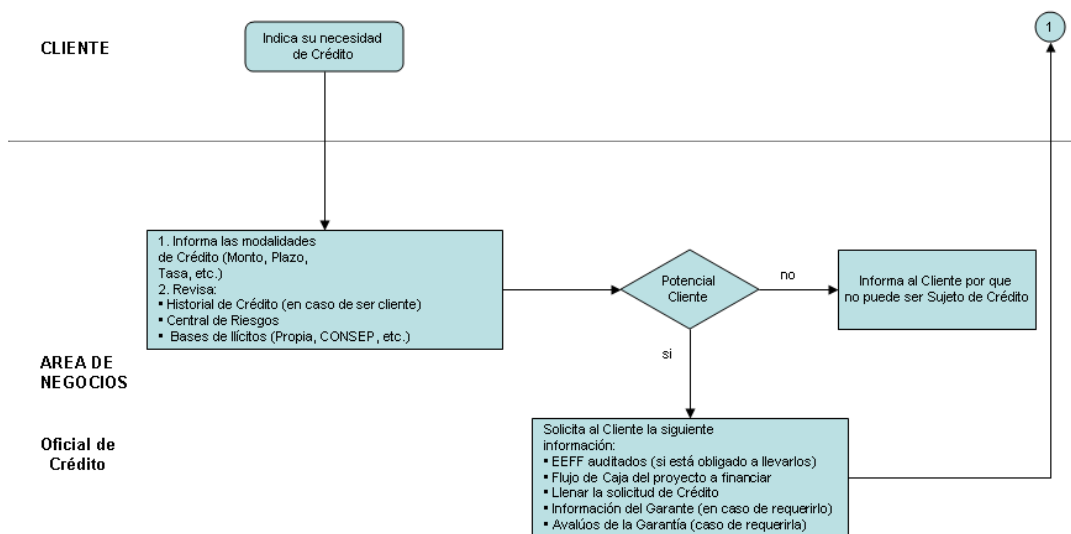 CLIENTE
Indica su necesidad
de Crédito
1
1. Informa las modalidades
de Crédito (Monto, Plazo,
Tasa, etc.)
2. Revisa:
▪ Historial de Crédito (en caso de ser cliente)
▪ Central de Riesgos
▪ Bases de Ilícitos (Propia, CONSEP, etc.)
Potencial
Cliente
no
Informa al Cliente por que
no puede ser Sujeto de Crédito
si
AREA DE
NEGOCIOS
Oficial de
Crédito
Solicita al Cliente la siguiente
información:
▪ EEFF auditados (si está obligado a llevarlos)
▪ Flujo de Caja del proyecto a financiar
▪ Llenar la solicitud de Crédito
▪ Información del Garante (en caso de requerirlo)
▪ Avalúos de la Garantía (caso de requerirla)